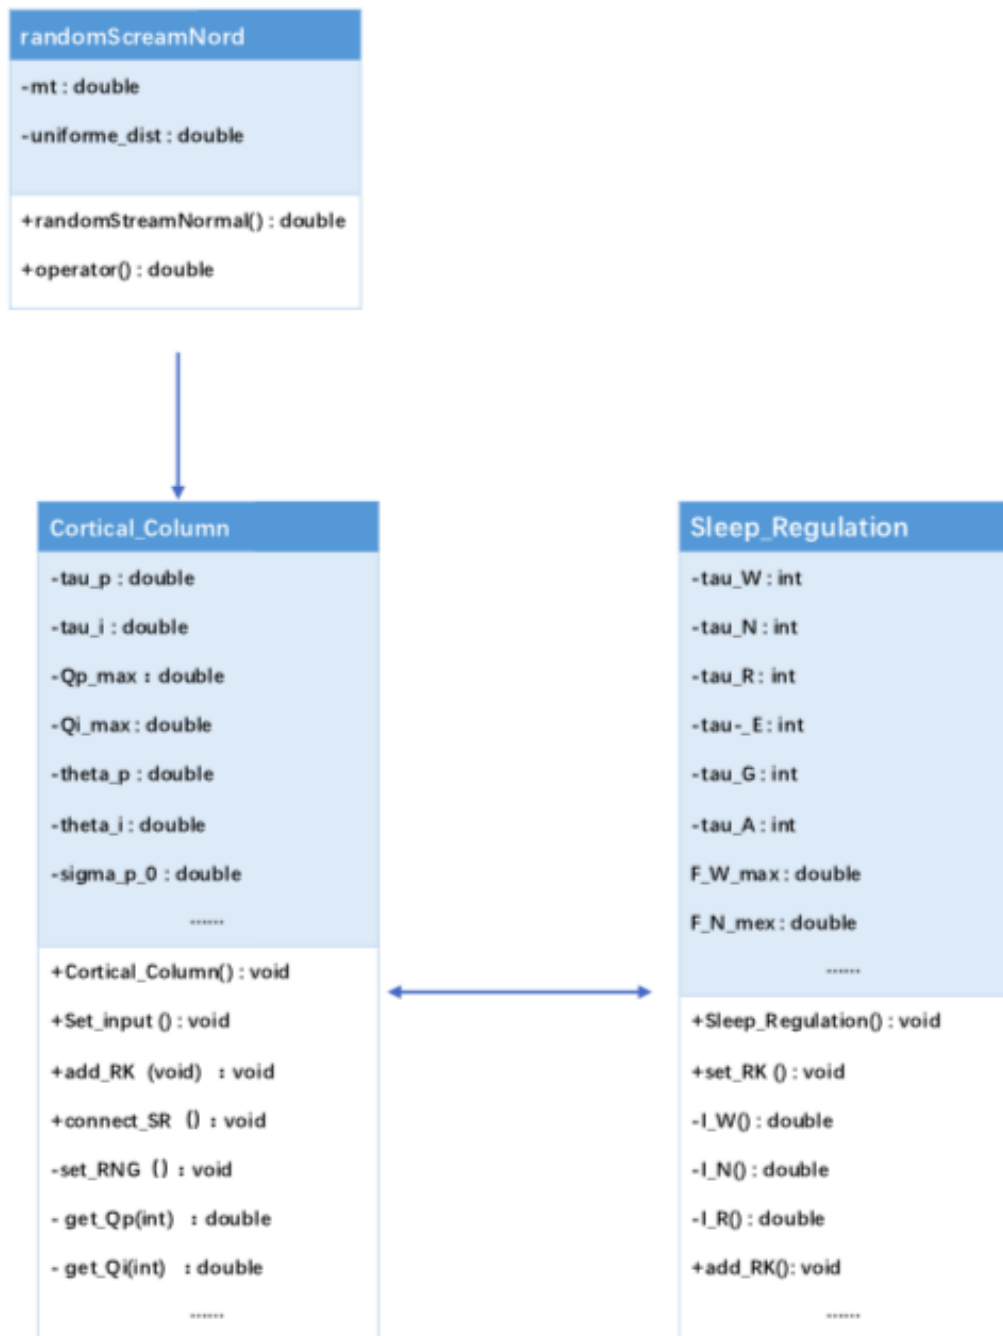 randomScreamNord
-mt : double
-uniforme_dist : double
+randomStreamNormal() : double
+operator() : double
Cortical_Column
-tau_p : double
-tau_i : double
-Qp_max : double
-Qi_max : double
-theta_p : double
-theta_i : double
-sigma_p_0 : double
......
+Cortical_Column() : void
+Set_input () : void
+add_RK (void) : void
+connect_SR () : void
-set_RNG () : void
- get_Qp(int) : double
- get_Qi(int) : double
......
Sleep_Regulation
-tau_W : int
-tau_N : int
-tau_R : int
-tau-_E : int
-tau_G : int
-tau_A : int
F_W_max : double
F_N_mex : double
......
+Sleep_Regulation() : void
+set_RK () : void
-I_W() : double
-I_N() : double
-I_R() : double
+add_RK(): void
......